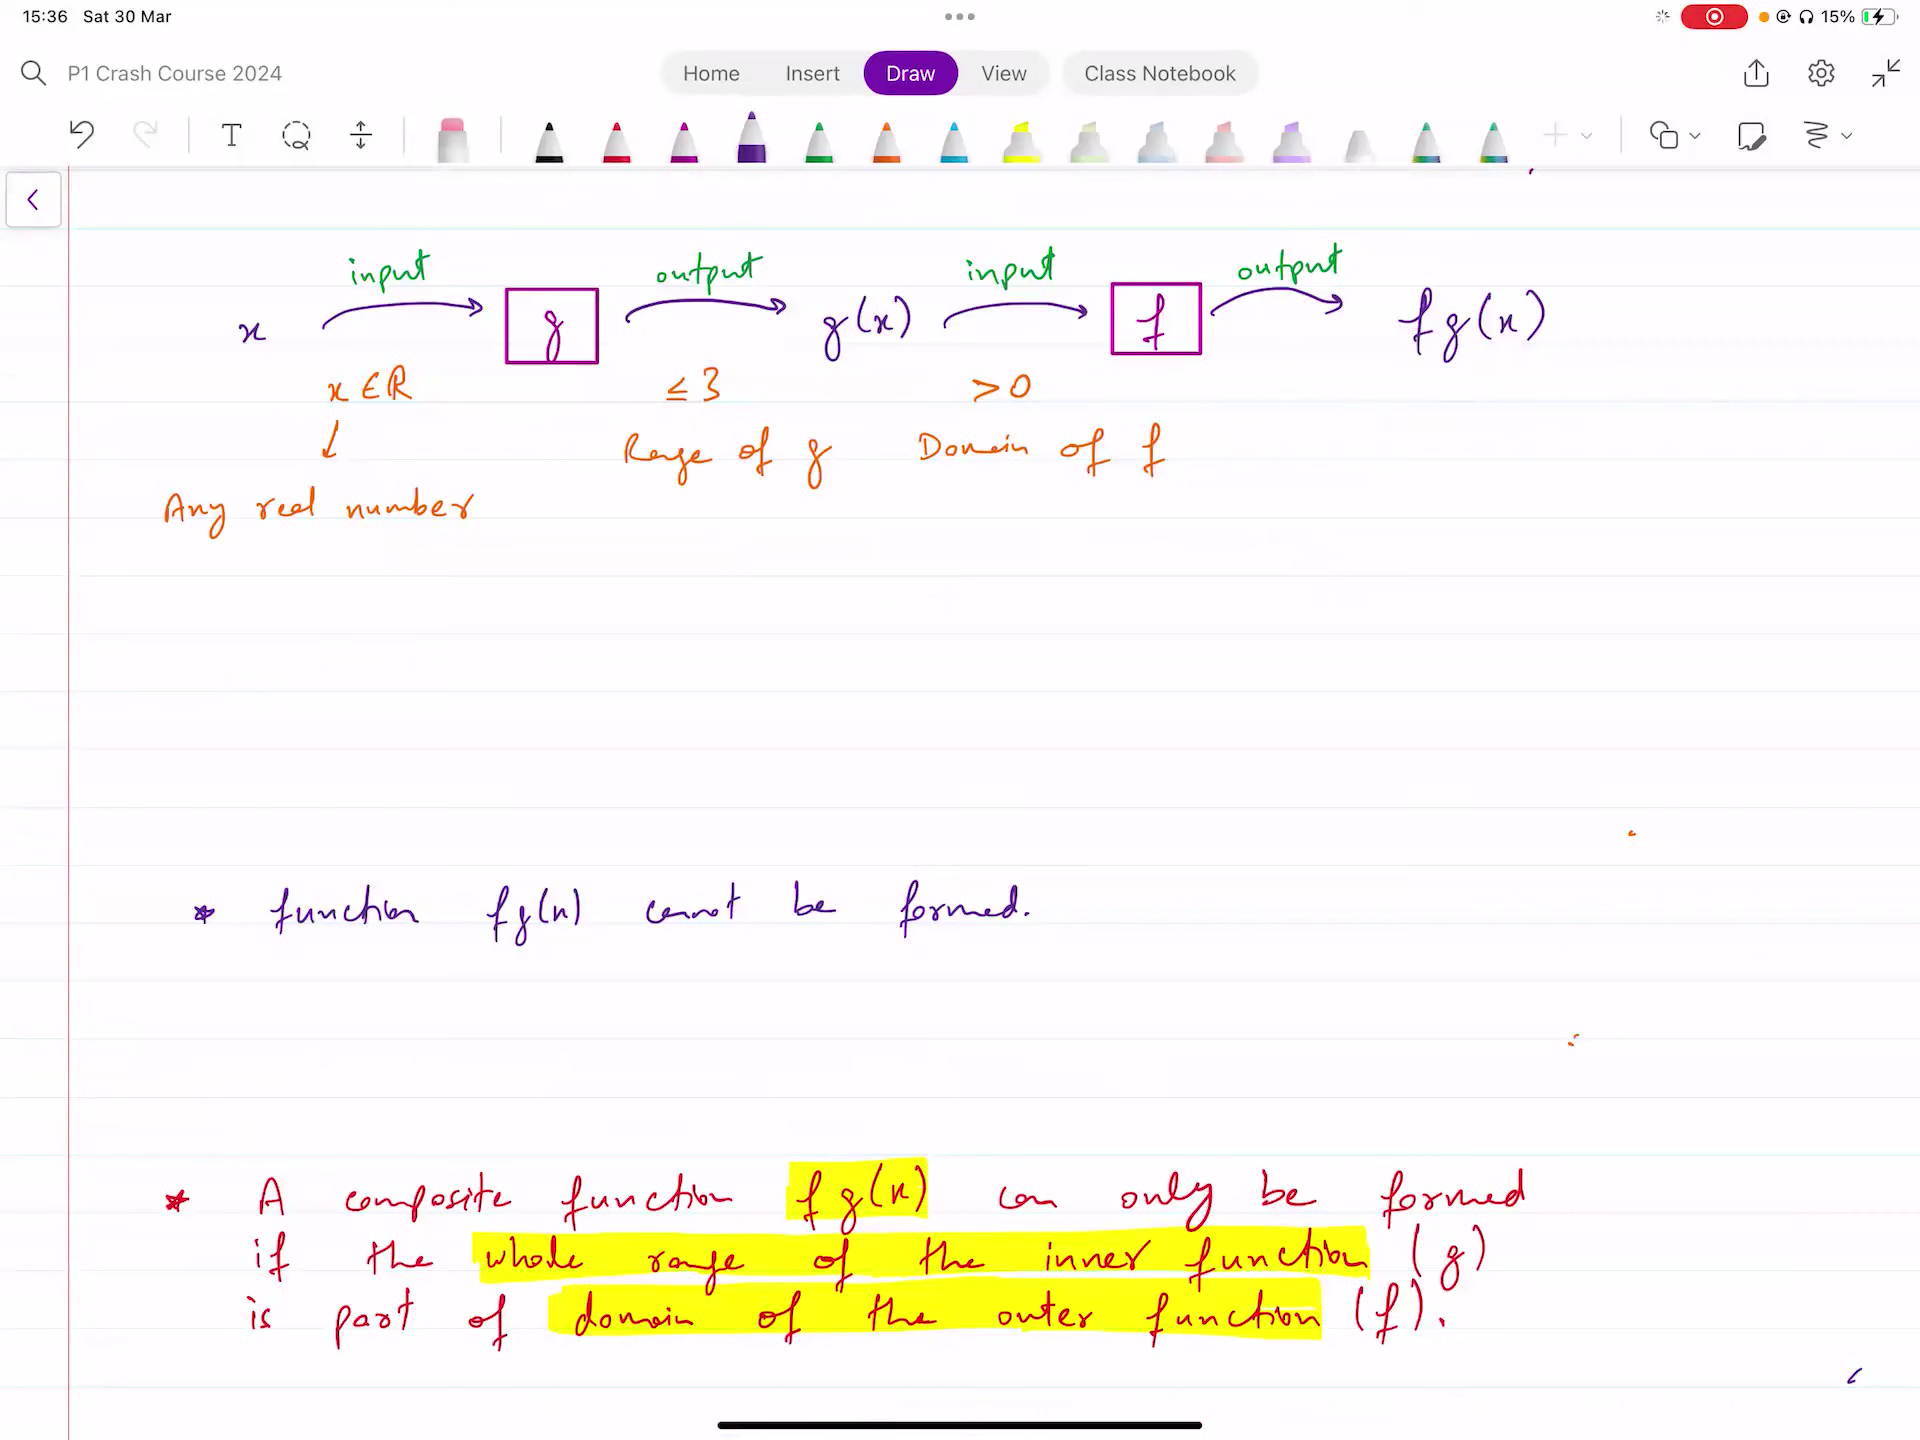 15:36 Sat 30 Mar 15%
P1 Crash Course 2024 Home Insert Draw View Class Notebook
T
input output input output
x g g(x) f fg(x)
x ∈ ℝ ≤ 3 > 0
Range of g Domain of f
Any real number
* function fg(x) cannot be formed.
* A composite function fg(x) can only be formed
if the whole range of the inner function (g)
is part of domain of the outer function (f).